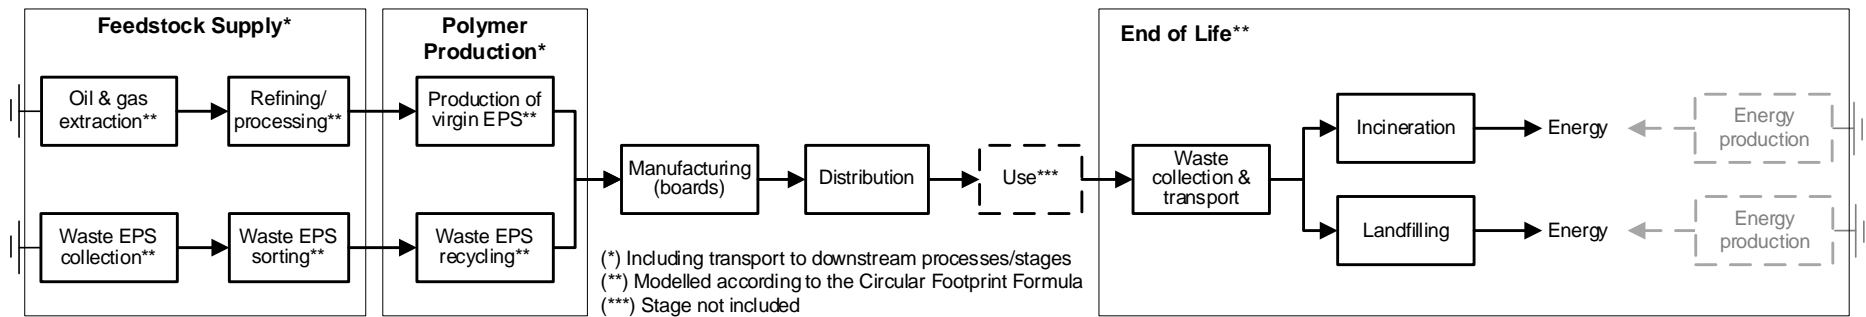 Feedstock Supply*
Oil & gas
extraction**
Refining/
processing**
Waste EPS
collection**
Waste EPS
sorting**
Polymer
Production*
Production of
virgin EPS**
Waste EPS
recycling**
Manufacturing
(boards)
Distribution
Use***
(*) Including transport to downstream processes/stages
(**) Modelled according to the Circular Footprint Formula
(***) Stage not included
End of Life**
Waste
collection &
transport
Incineration
Energy
Energy
production
Landfilling
Energy
Energy
production